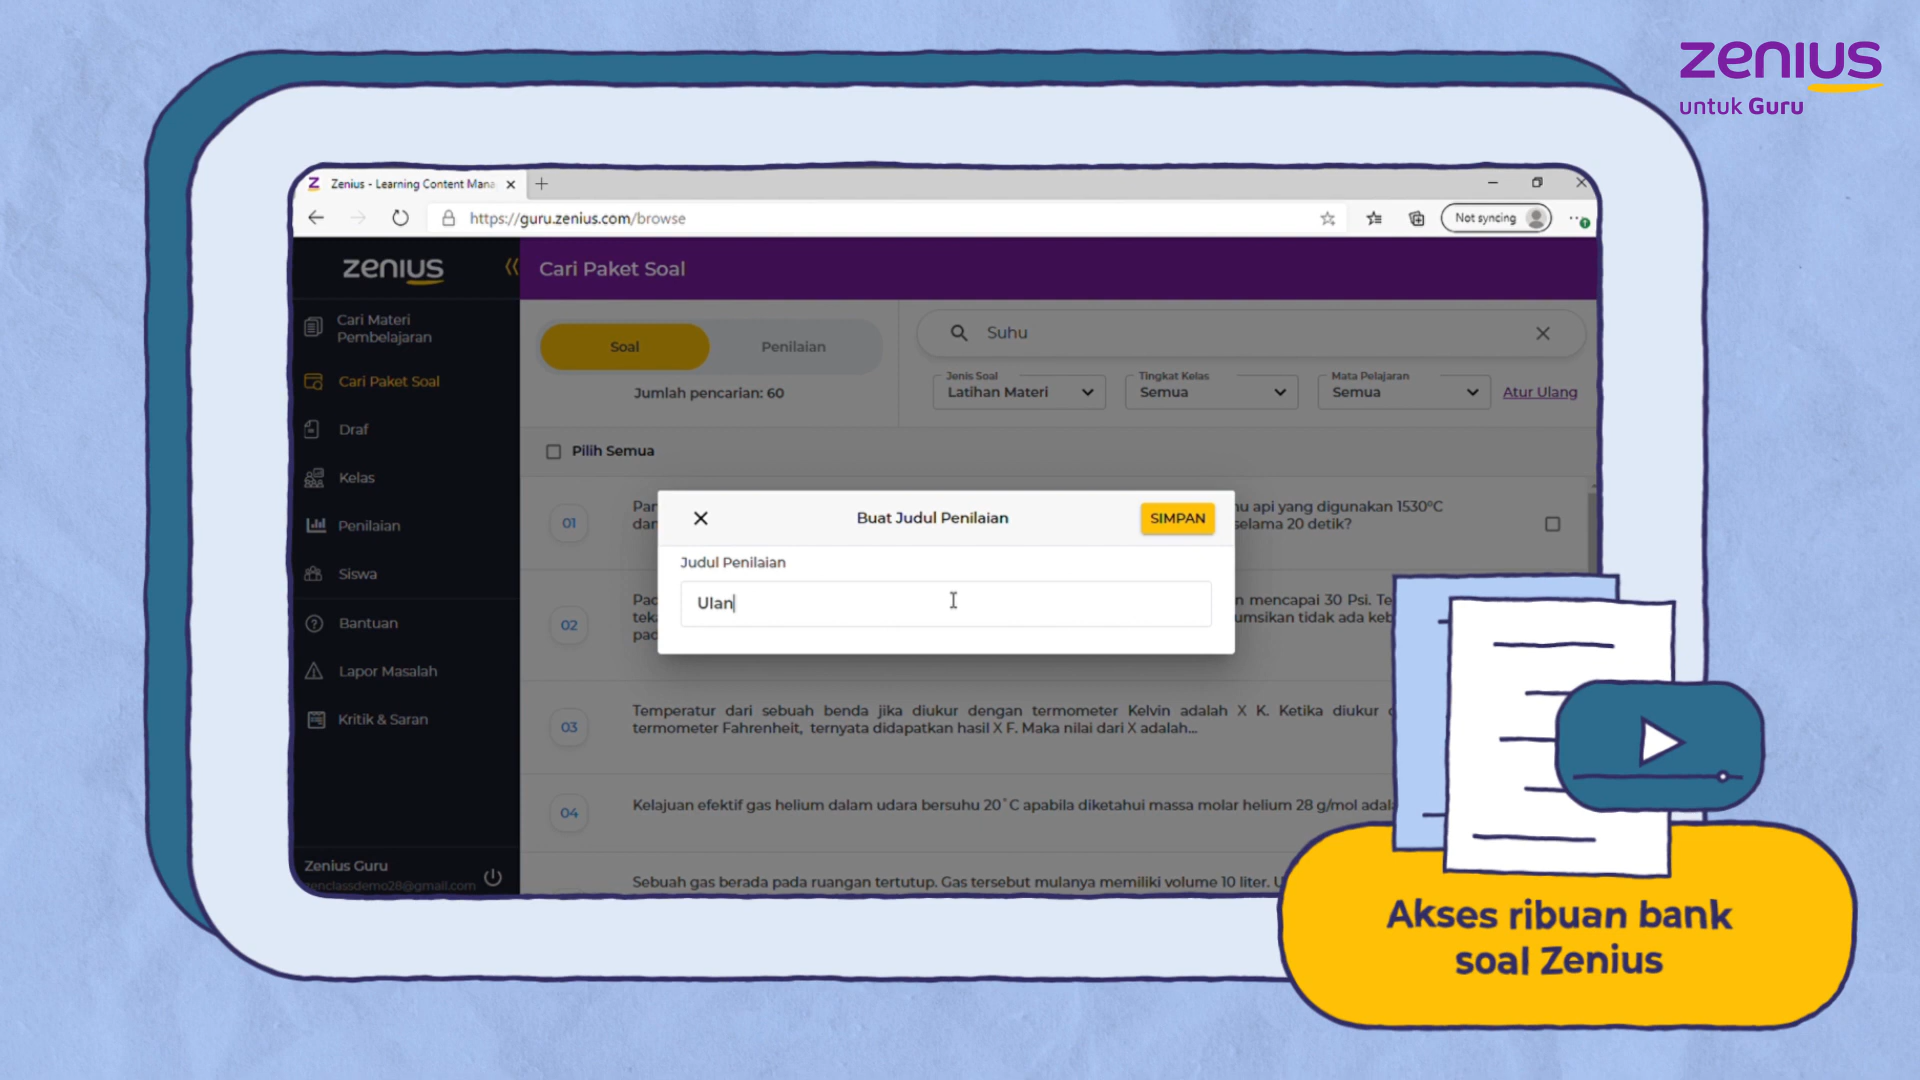 zenius
untuk Guru
Zenius - Learning Content Mana
https://guru.zenius.com/browse
Not syncing
zenius
Cari Paket Soal
Cari Materi
Pembelajaran
Cari Paket Soal
Draf
Kelas
Penilaian
Siswa
Bantuan
Lapor Masalah
Kritik & Saran
Zenius Guru
zenclassdemo28@gmail.com
Soal
Penilaian
Jumlah pencarian: 60
Suhu
Jenis Soal
Latihan Materi
Tingkat Kelas
Semua
Mata Pelajaran
Semua
Atur Ulang
Pilih Semua
Buat Judul Penilaian
SIMPAN
Judul Penilaian
Ulan
01
api yang digunakan 1530°C
selama 20 detik?
02
mencapai 30 Psi.
tidak ada
03
Temperatur dari sebuah benda jika diukur dengan termometer Kelvin adalah X K. Ketika diukur
termometer Fahrenheit, ternyata didapatkan hasil X F. Maka nilai dari X adalah...
04
Kelajuan efektif gas helium dalam udara bersuhu 20°C apabila diketahui massa molar helium 28 g/mol
Sebuah gas berada pada ruangan tertutup. Gas tersebut mulanya memiliki volume 10 liter.
Akses ribuan bank
soal Zenius